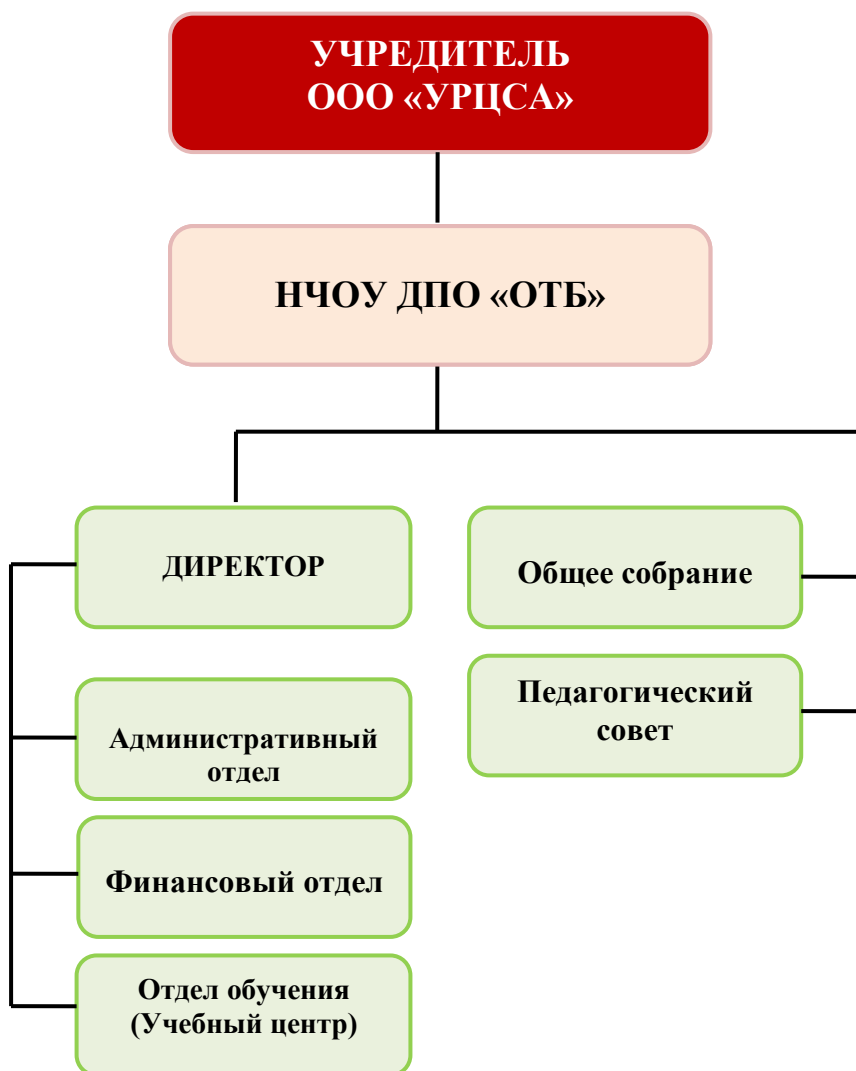 УЧРЕДИТЕЛЬ
ООО «УРЦСА»
НЧОУ ДПО «ОТБ»
ДИРЕКТОР
Общее собрание
Педагогический
совет
Административный
отдел
Финансовый отдел
Отдел обучения
(Учебный центр)